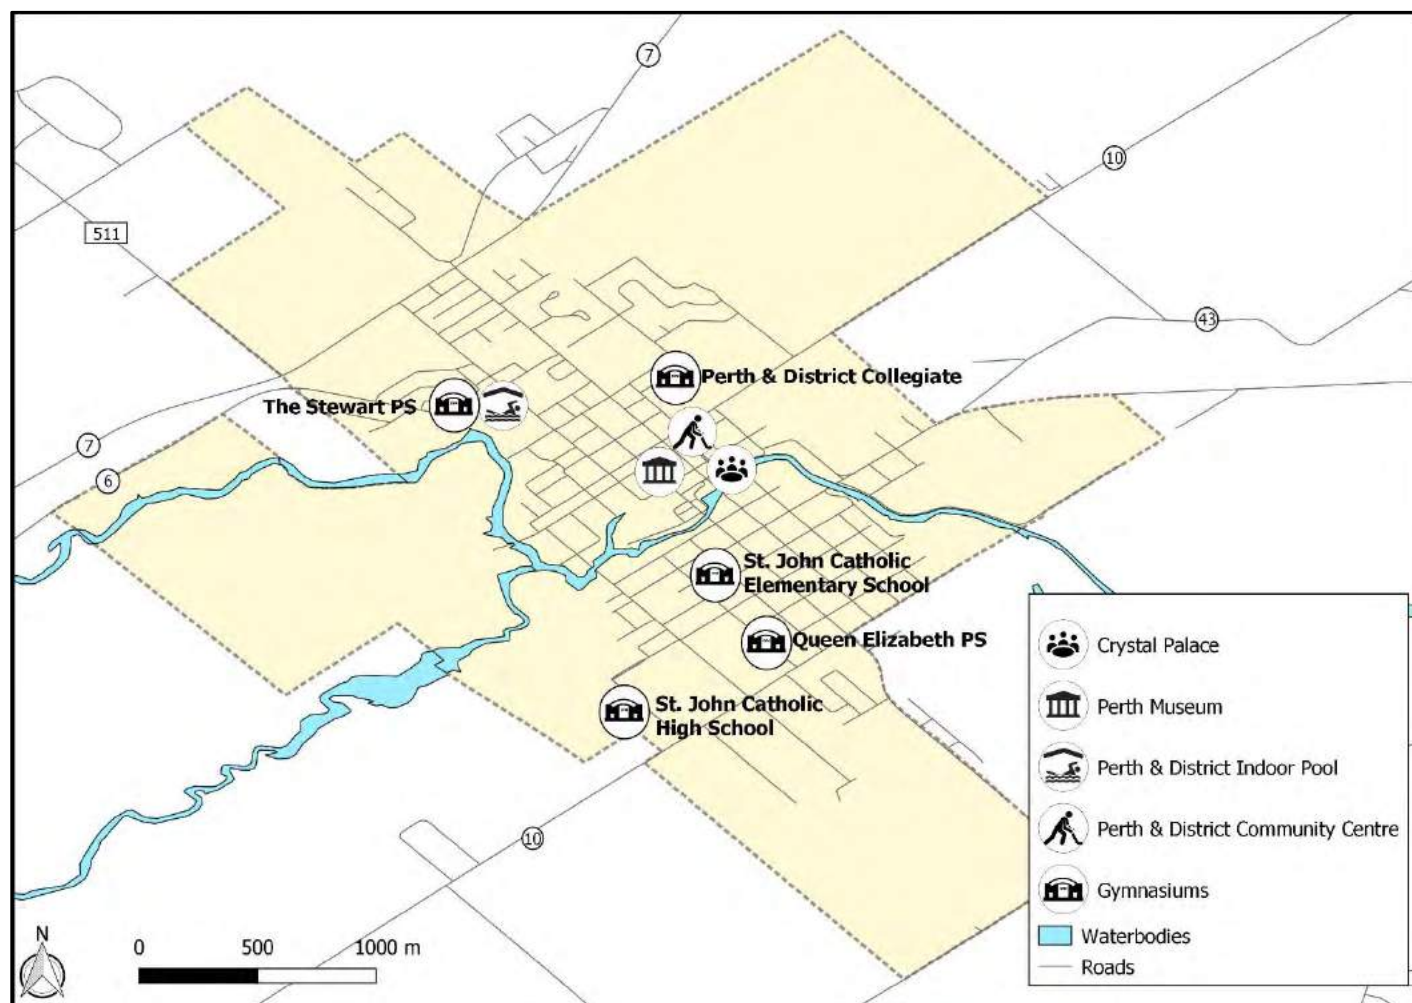 7
10
511
43
Perth & District Collegiate
The Stewart PS
7
6
St. John Catholic
Elementary School
Queen Elizabeth PS
St. John Catholic
High School
10
Crystal Palace
Perth Museum
Perth & District Indoor Pool
Perth & District Community Centre
Gymnasiums
Waterbodies
Roads
N
0 500 1000 m